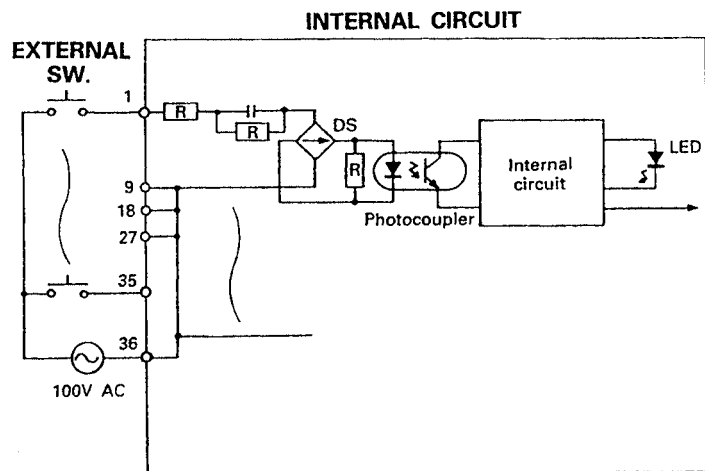 INTERNAL CIRCUIT
EXTERNAL
SW.
1
R
R
DS
R
Photocoupler
Internal
circuit
LED
9
18
27
35
36
100V AC